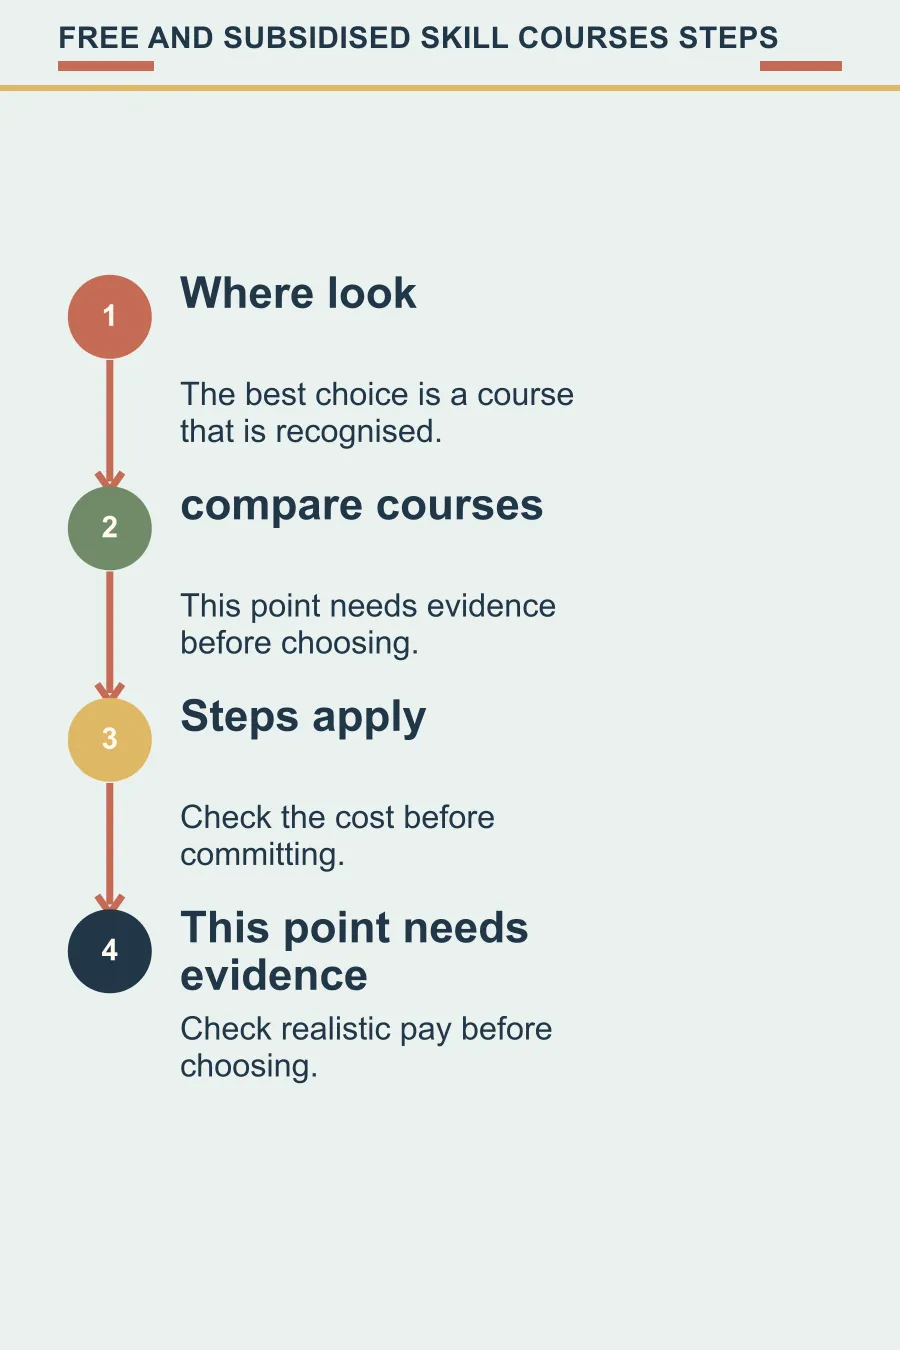 FREE AND SUBSIDISED SKILL COURSES STEPS
1
Where look
The best choice is a course
that is recognised.
2
compare courses
This point needs evidence
before choosing.
3
Steps apply
Check the cost before
committing.
4
This point needs
evidence
Check realistic pay before
choosing.